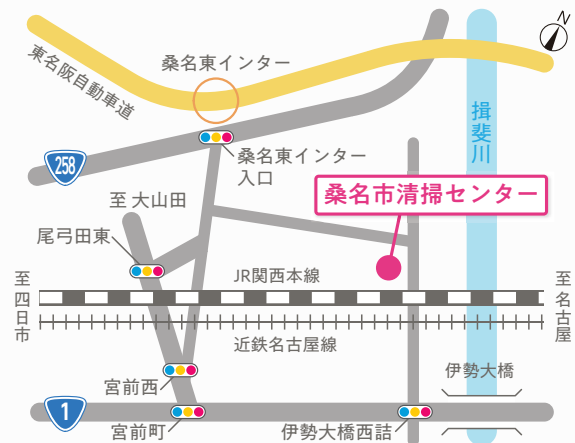 N
桑名東インター
東名阪自動車道
揖斐川
258
桑名東インター
入口
桑名市清掃センター
至 大山田
尾弓田東
JR関西本線
至四日市
至名古屋
近鉄名古屋線
伊勢大橋
宮前西
1
宮前町
伊勢大橋西詰